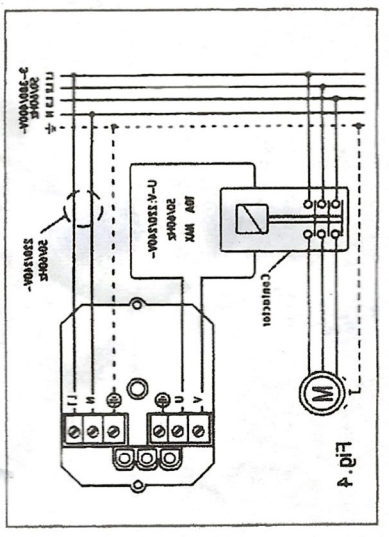 L1 L2 L3 N ⏚
50/60Hz
3~380/400V~
50/60Hz
220/240V~
10A MAX
50/60Hz
U-V:220/240V~
Contactor
M
L1 N ⏚ ⏚ U V
Fig. 4